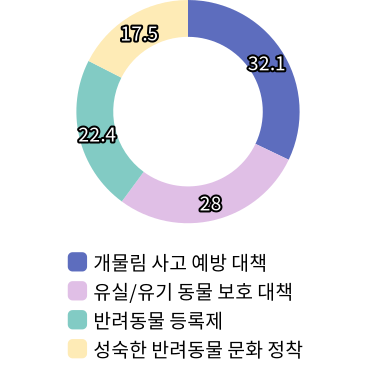 17.5
32.1
22.4
28
개물림 사고 예방 대책
유실/유기 동물 보호 대책
반려동물 등록제
성숙한 반려동물 문화 정착